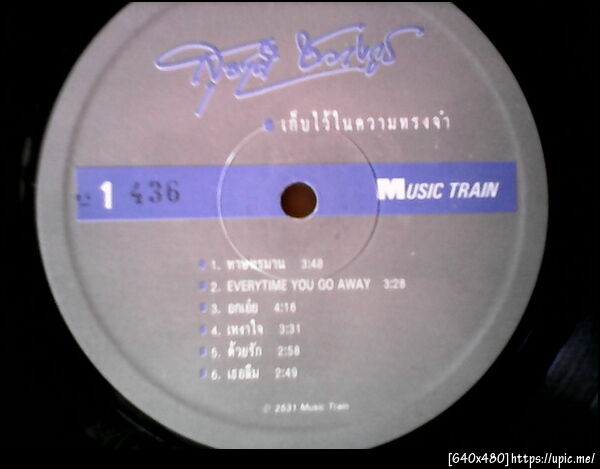 เก็บไว้ในความทรงจำ
1 436 MUSIC TRAIN
1. ทาษทรมาน 3:48
2. EVERYTIME YOU GO AWAY 3:28
3. อกเอ๋ย 4:16
4. เหงาใจ 3:31
5. ด้วยรัก 2:58
6. เธอลืม 2:49
℗ 2531 Music Train
[640x480]https://upic.me/